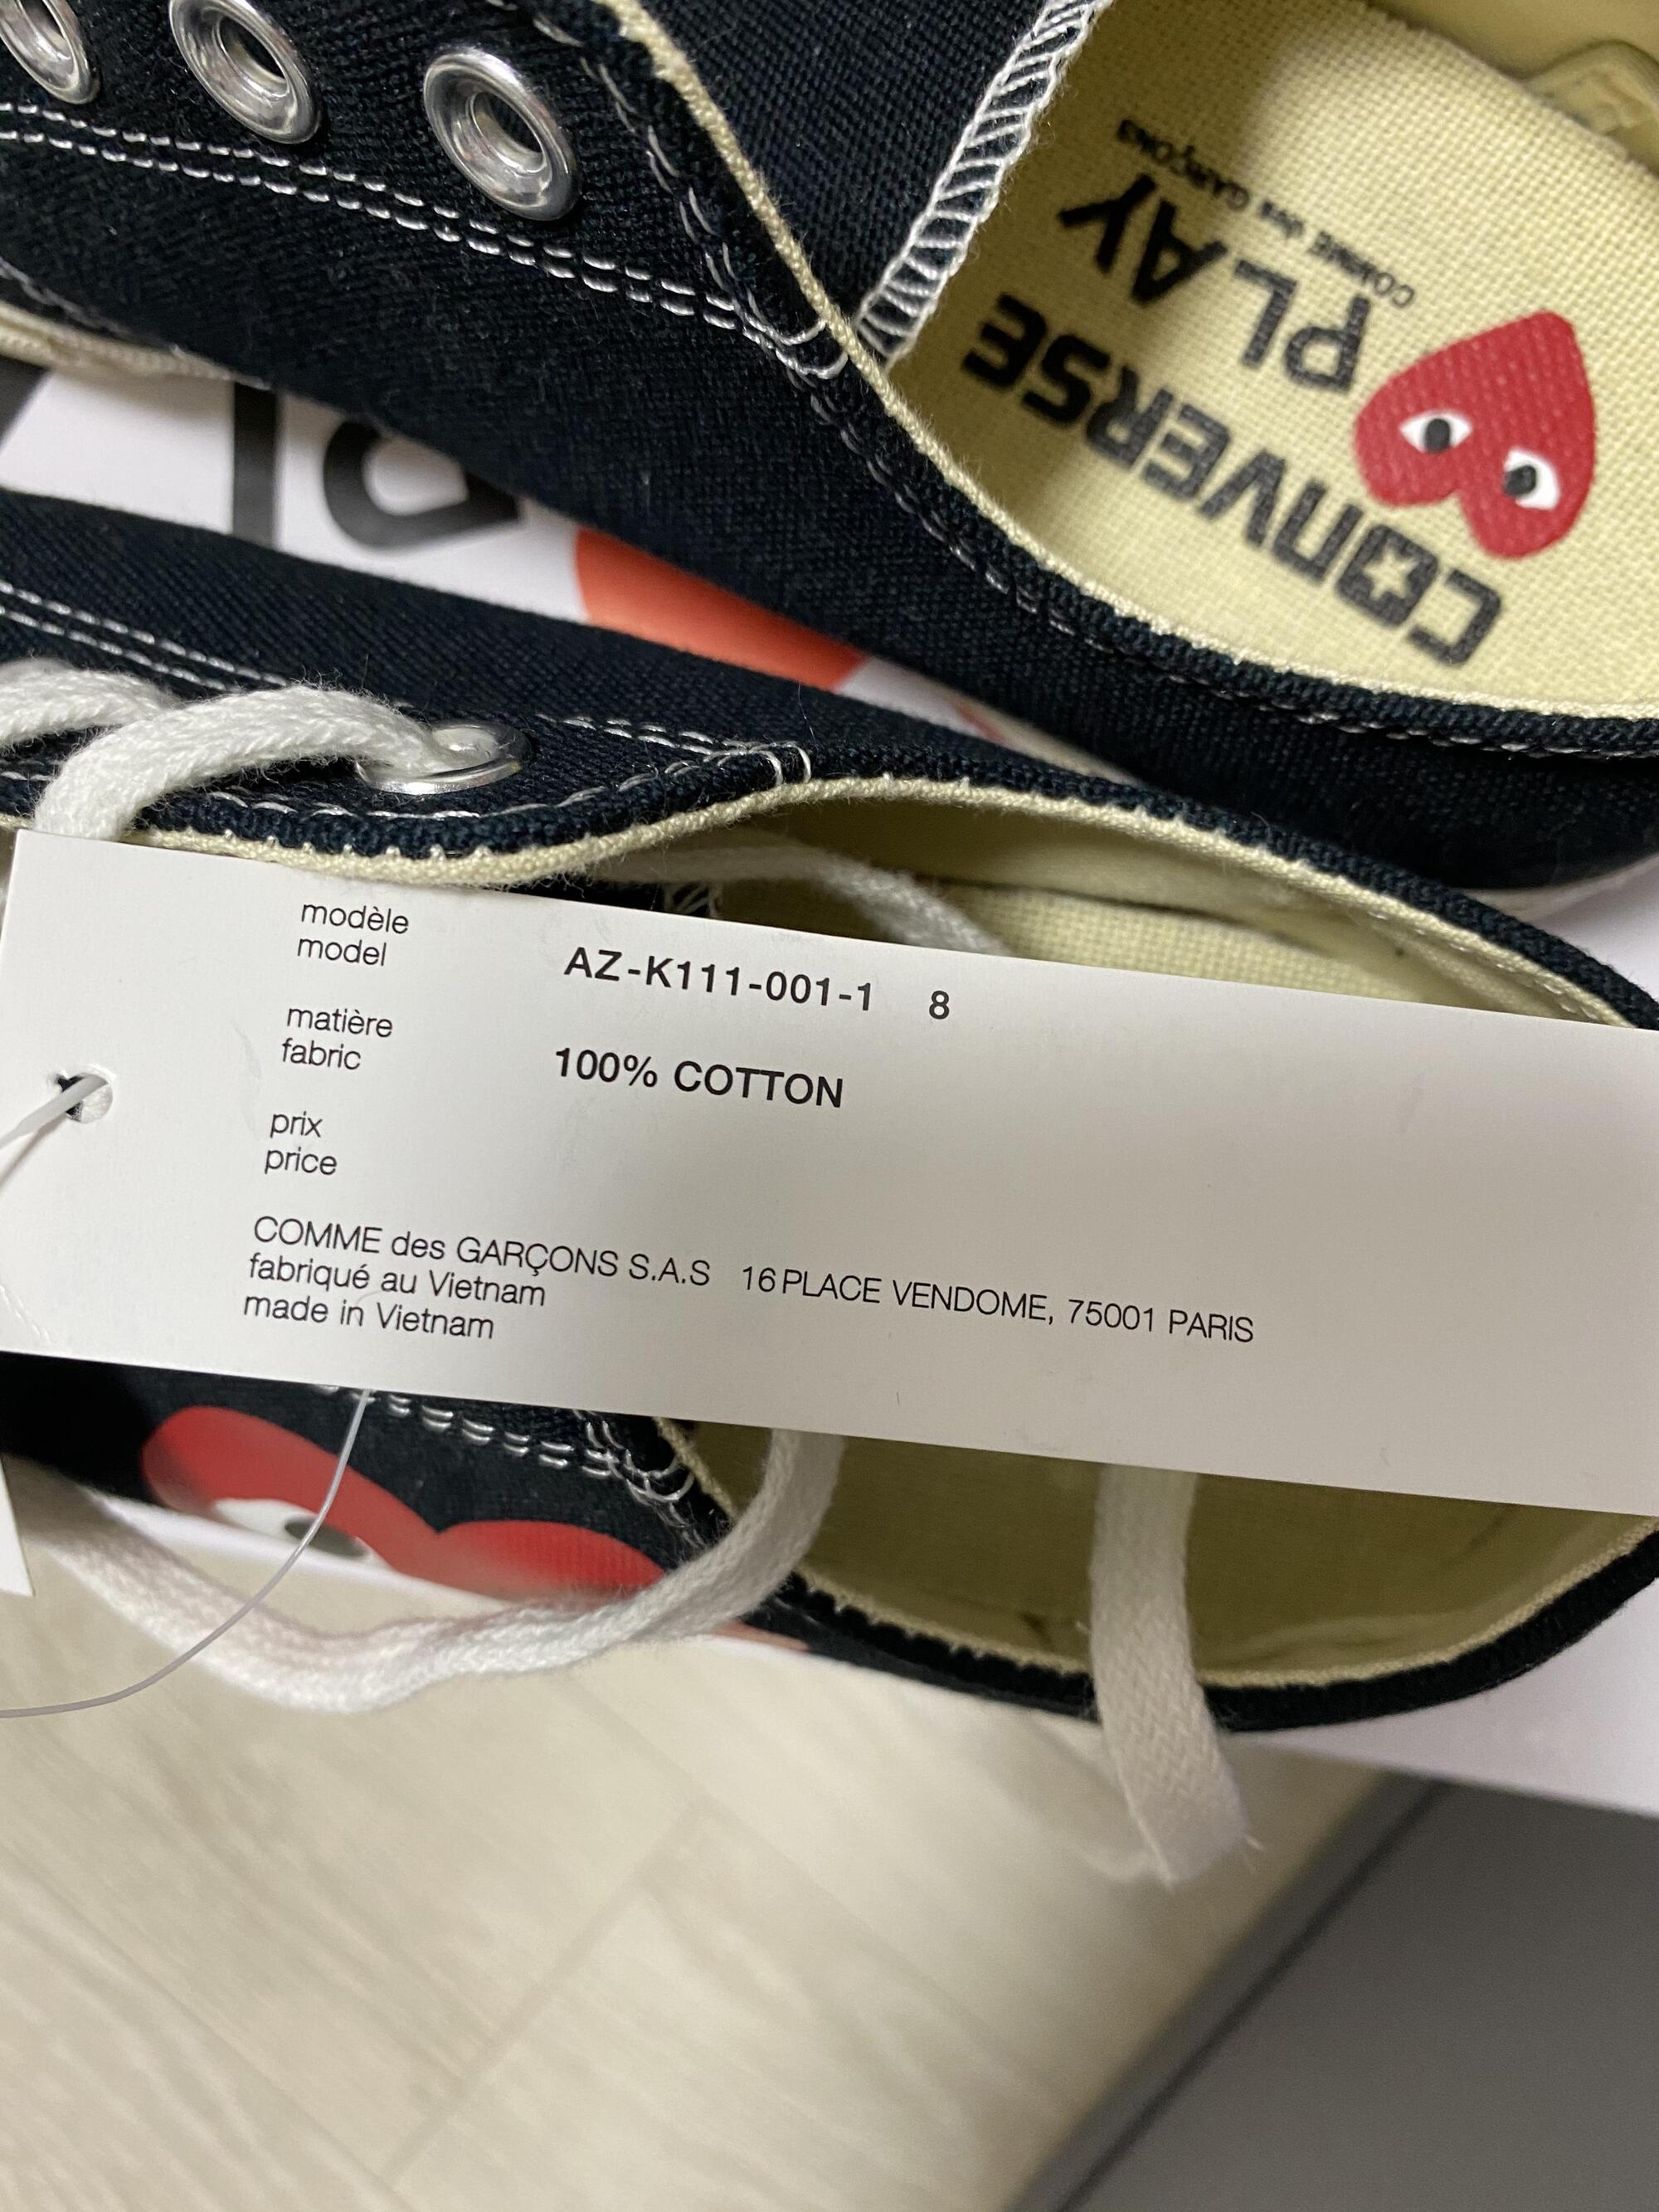 CONVERSE
PLAY
COMME des GARÇONS
modèle
model
AZ-K111-001-1 8
matière
fabric
100% COTTON
prix
price
COMME des GARÇONS S.A.S 16 PLACE VENDOME, 75001 PARIS
fabriqué au Vietnam
made in Vietnam